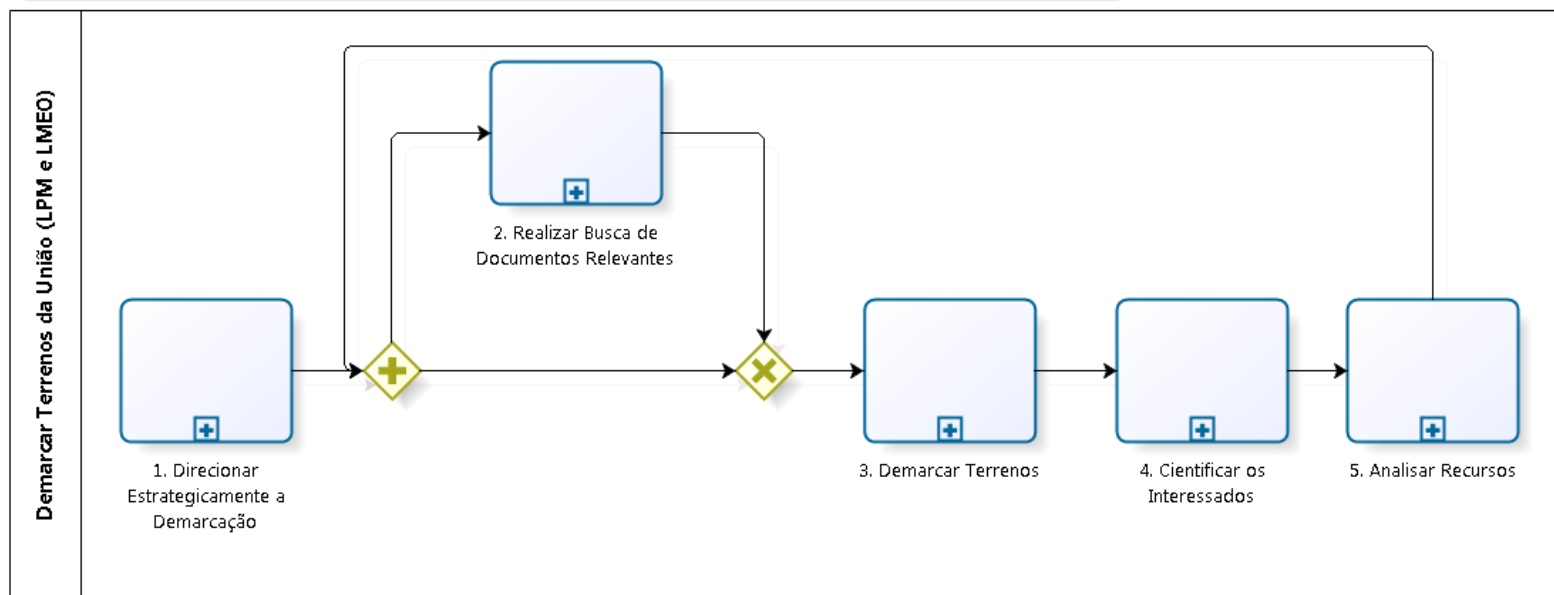 Demarcar Terrenos da União (LPM e LMEO)
1. Direcionar
Estrategicamente a
Demarcação
2. Realizar Busca de
Documentos Relevantes
3. Demarcar Terrenos
4. Cientificar os
Interessados
5. Analisar Recursos